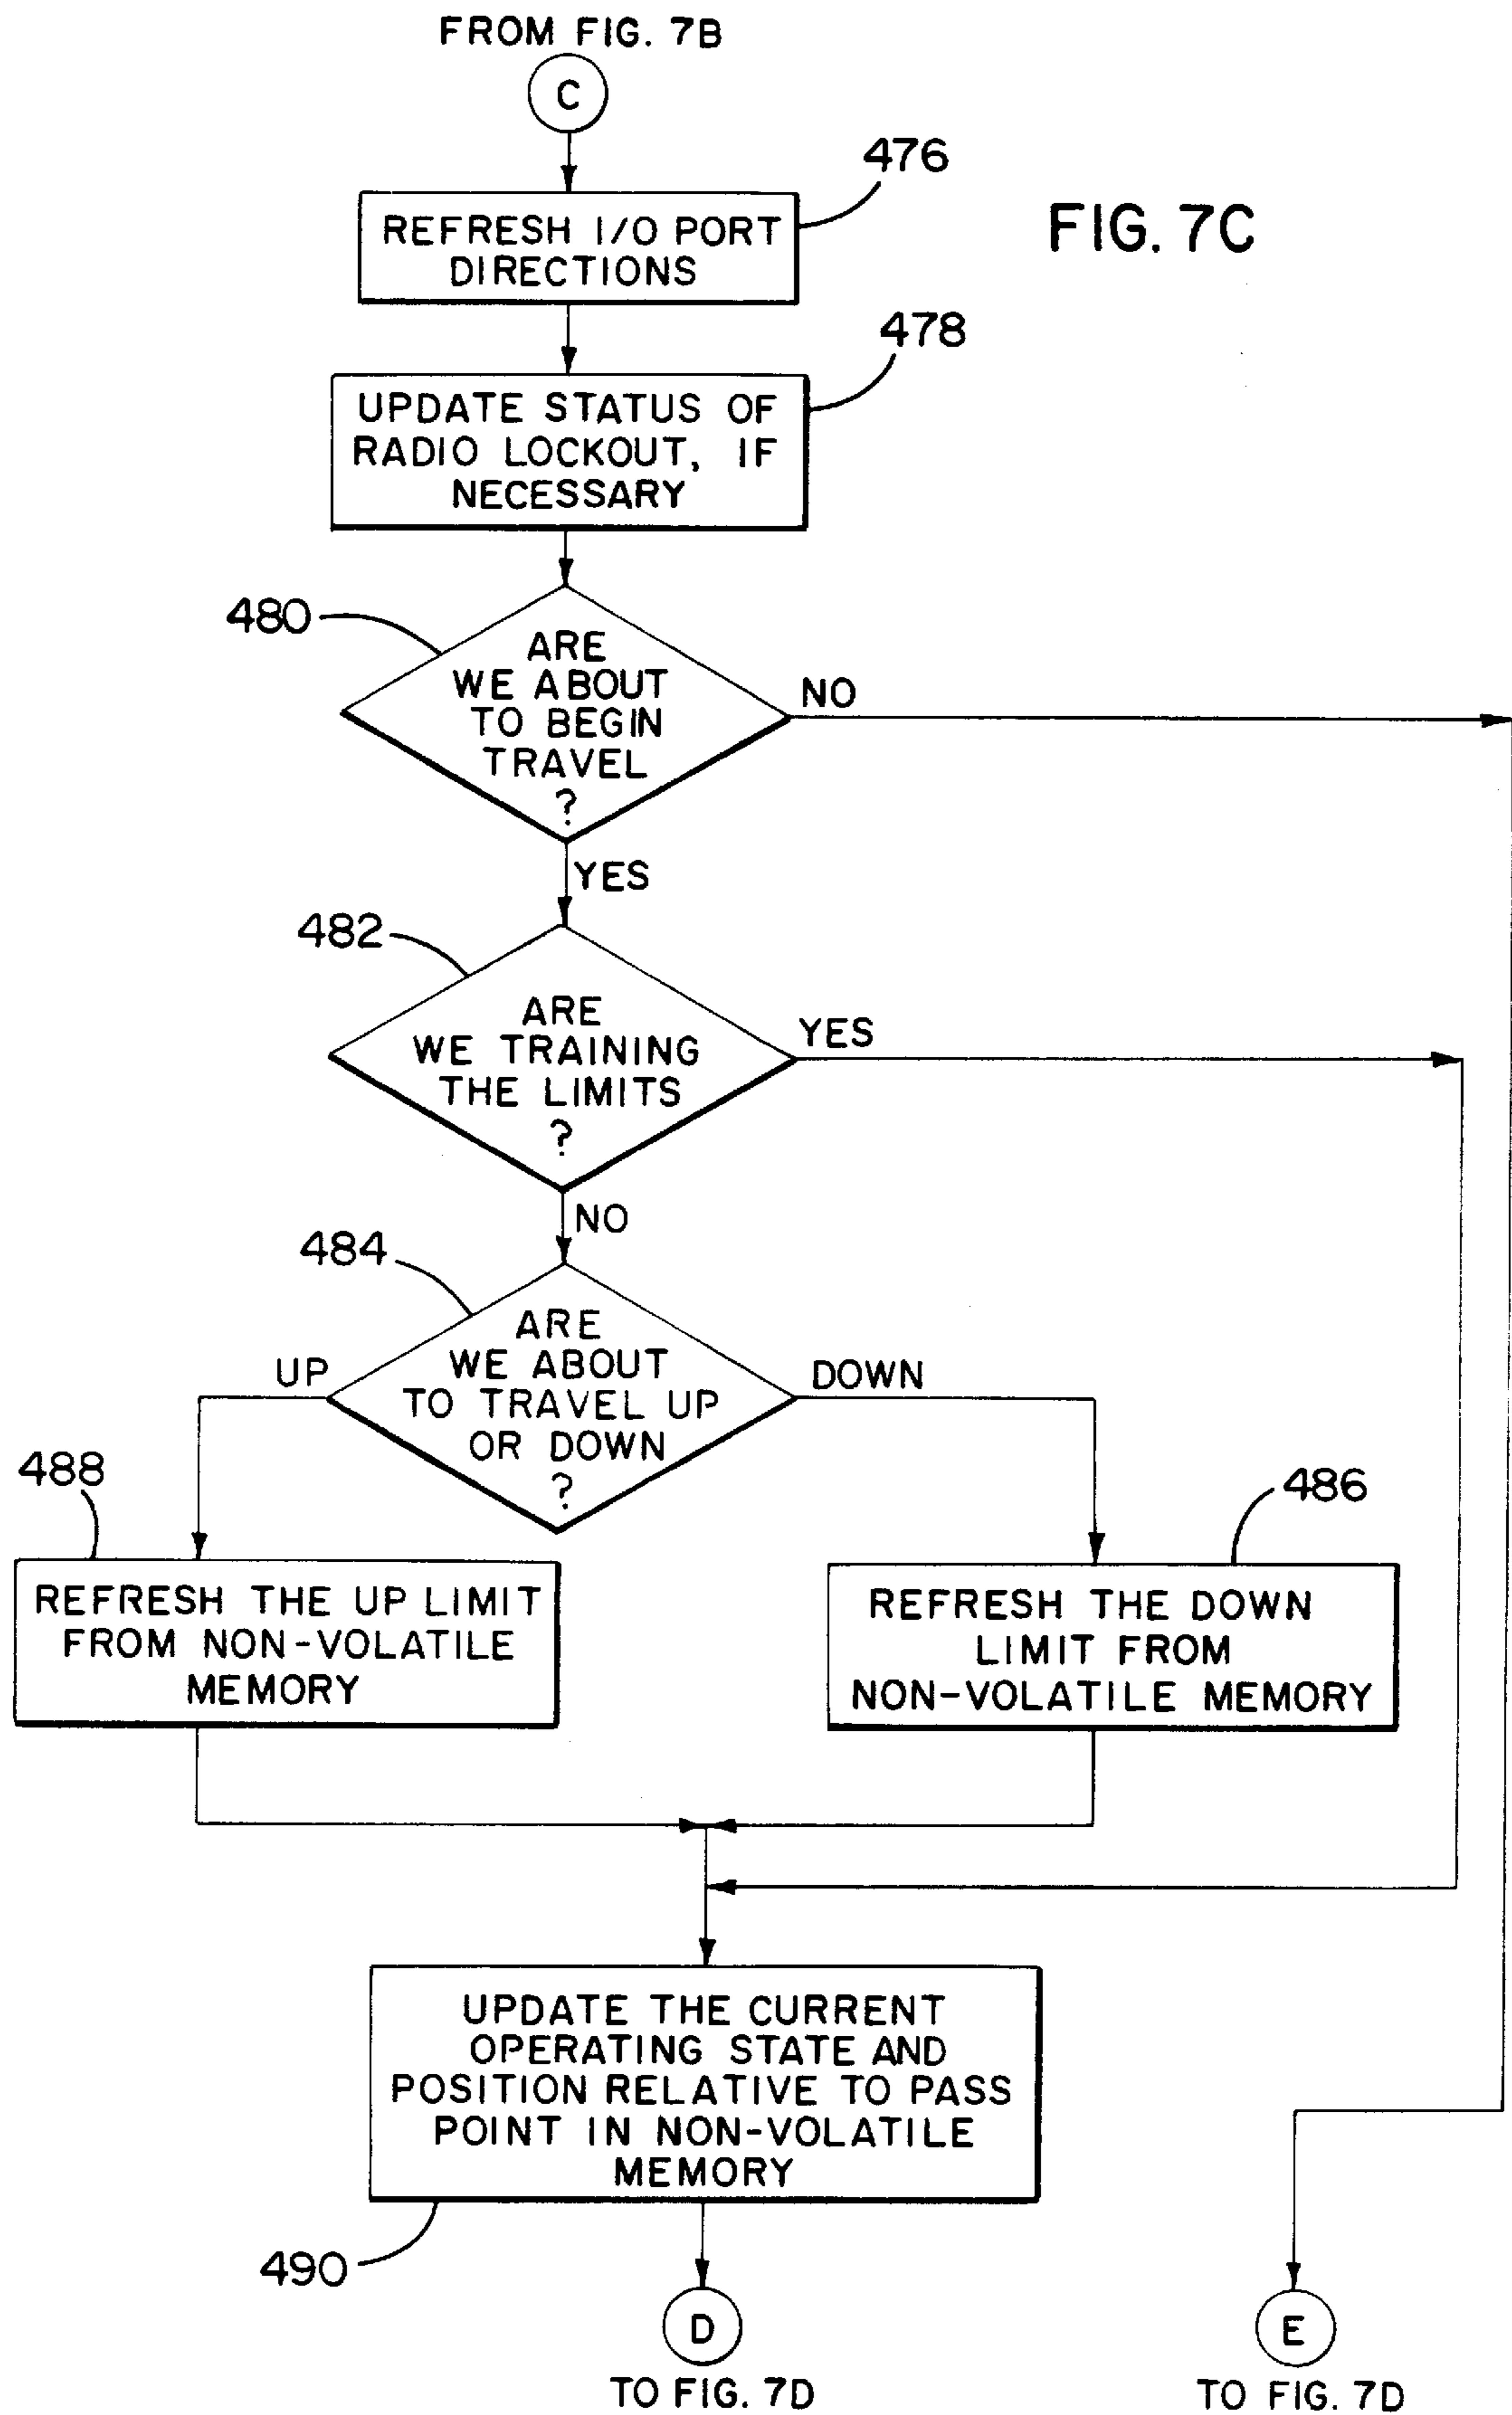 FROM FIG. 7B
C
476
REFRESH I/O PORT
DIRECTIONS
FIG. 7C
478
UPDATE STATUS OF
RADIO LOCKOUT, IF
NECESSARY
480
ARE
WE ABOUT
TO BEGIN
TRAVEL
?
NO
YES
482
ARE
WE TRAINING
THE LIMITS
?
YES
NO
484
ARE
WE ABOUT
TO TRAVEL UP
OR DOWN
?
UP
DOWN
488
486
REFRESH THE UP LIMIT
FROM NON-VOLATILE
MEMORY
REFRESH THE DOWN
LIMIT FROM
NON-VOLATILE MEMORY
UPDATE THE CURRENT
OPERATING STATE AND
POSITION RELATIVE TO PASS
POINT IN NON-VOLATILE
MEMORY
490
D
TO FIG. 7D
E
TO FIG. 7D